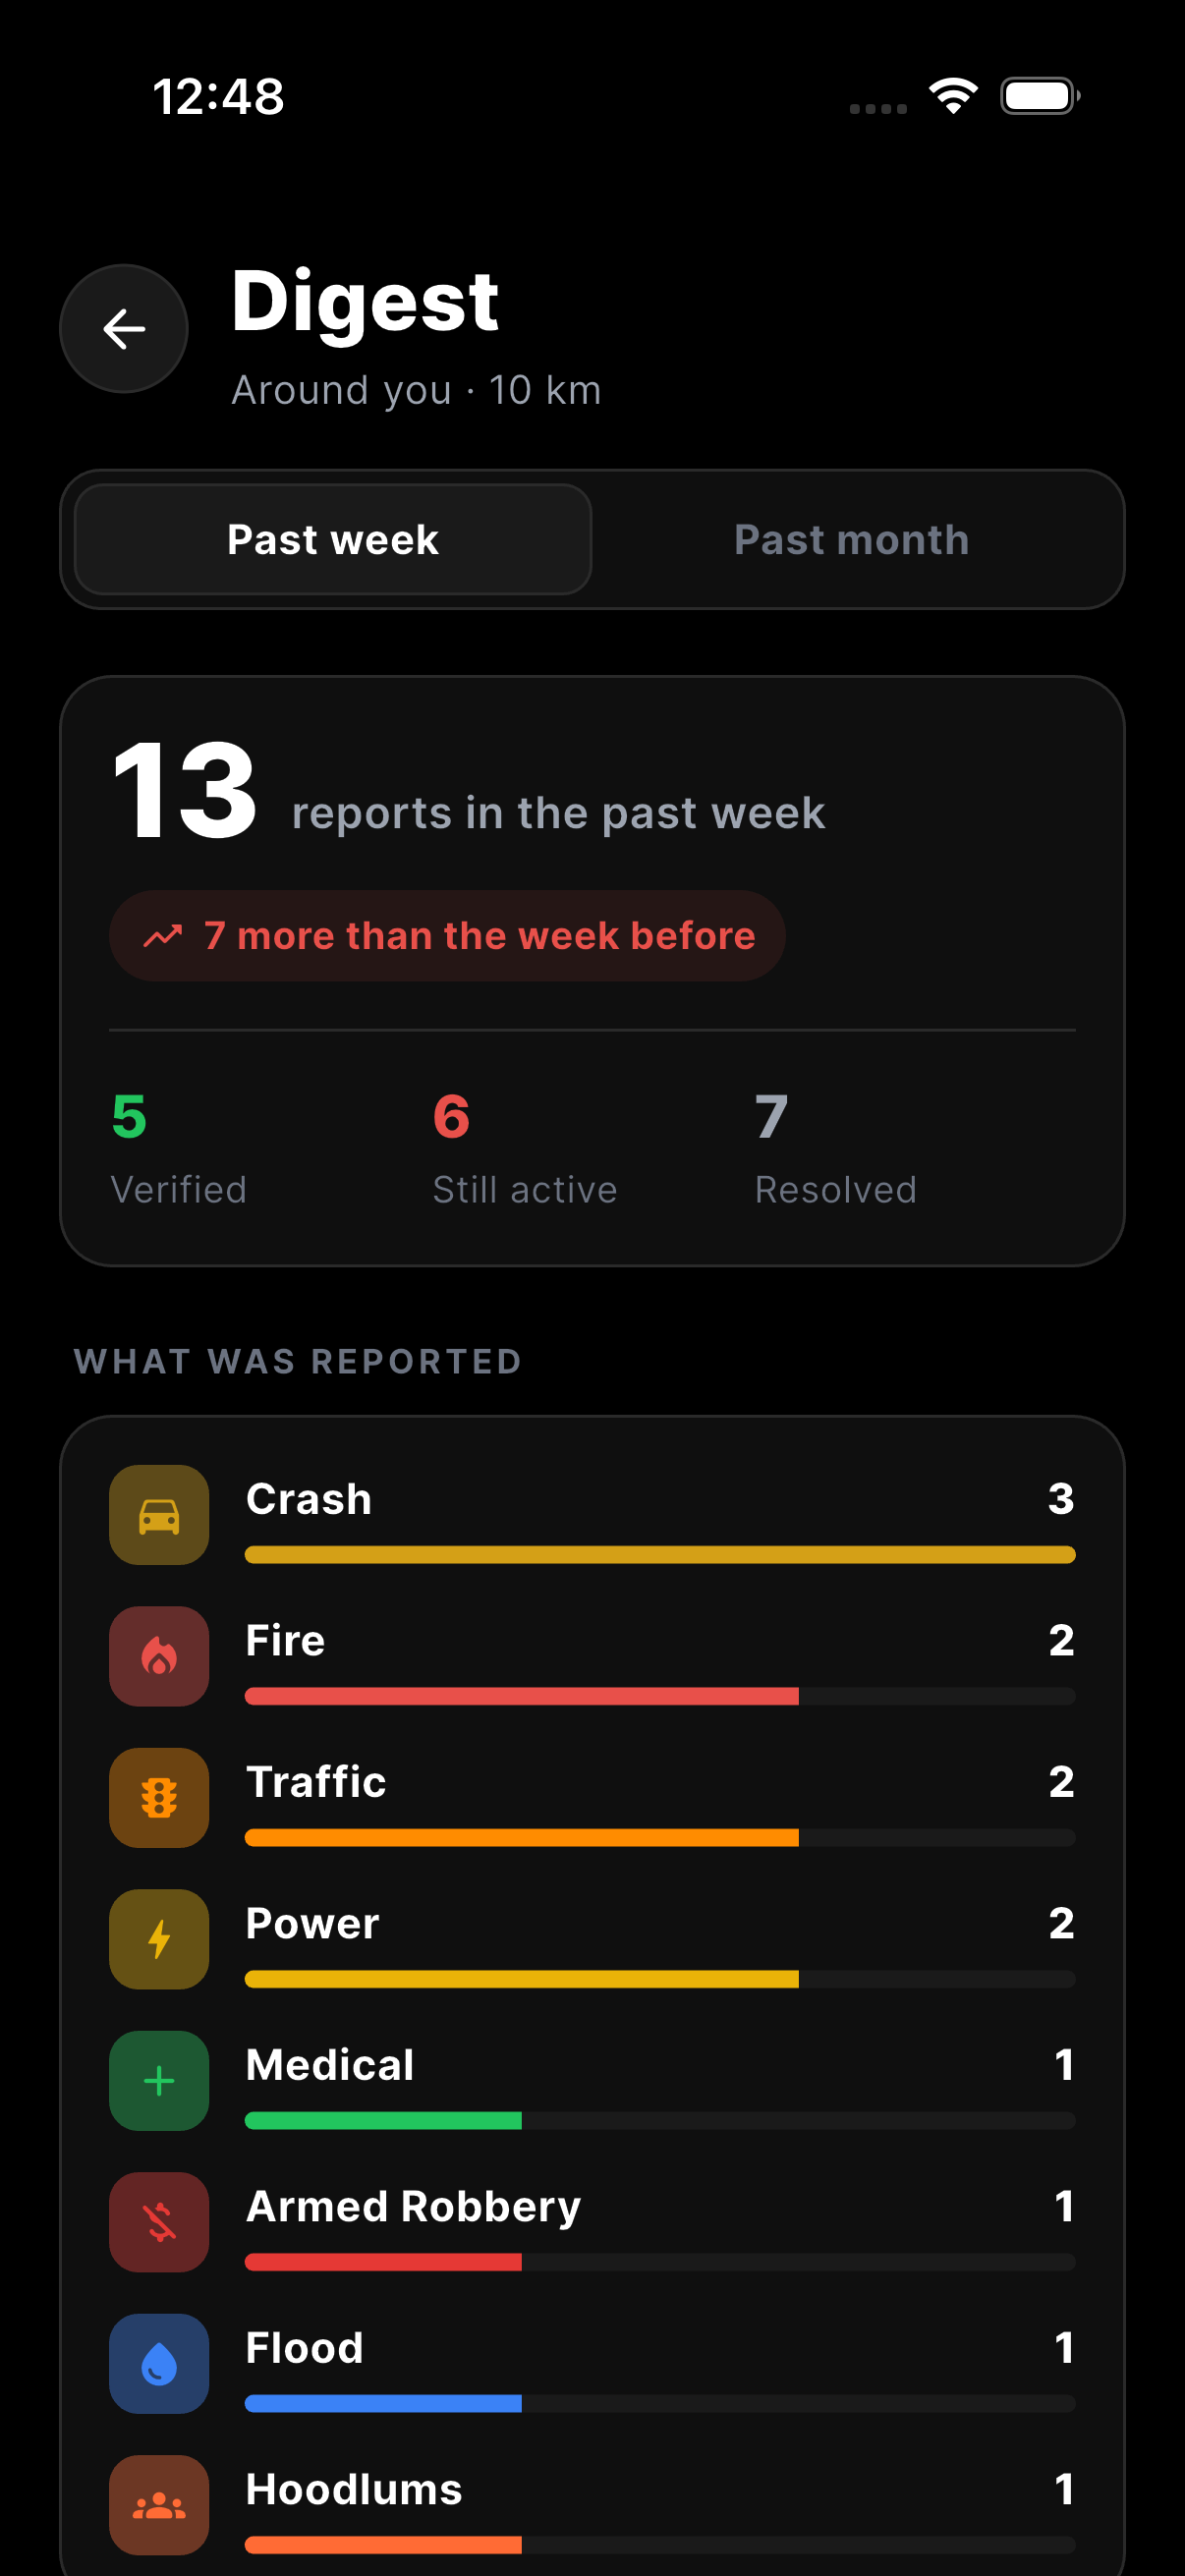 12:48
Digest
Around you · 10 km
Past week
Past month
13 reports in the past week
7 more than the week before
5
6
7
Verified
Still active
Resolved
WHAT WAS REPORTED
Crash 3
Fire 2
Traffic 2
Power 2
Medical 1
Armed Robbery 1
Flood 1
Hoodlums 1